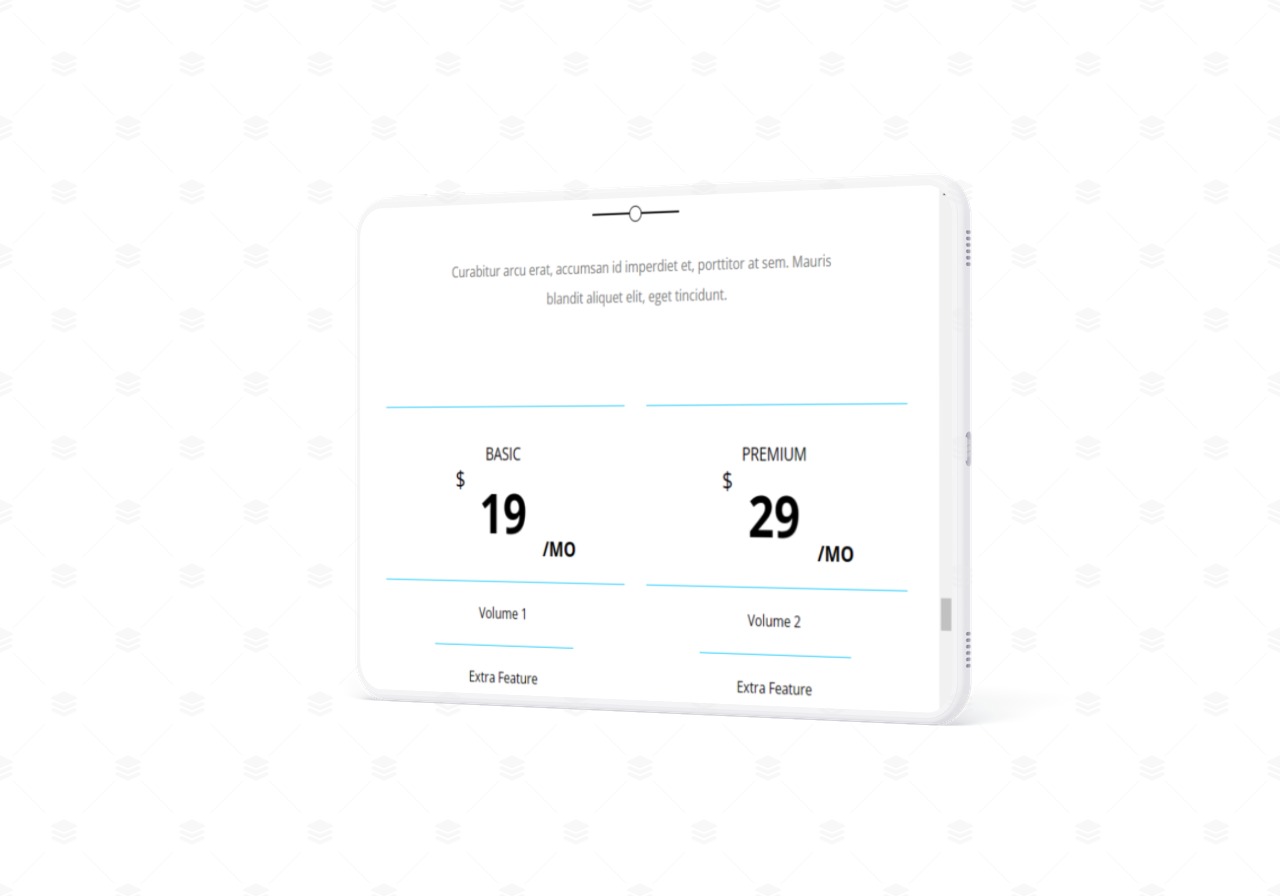 Curabitur arcu erat, accumsan id imperdiet et, porttitor at sem. Mauris
blandit aliquet elit, eget tincidunt.
BASIC
$
19
/MO
Volume 1
Extra Feature
PREMIUM
$
29
/MO
Volume 2
Extra Feature